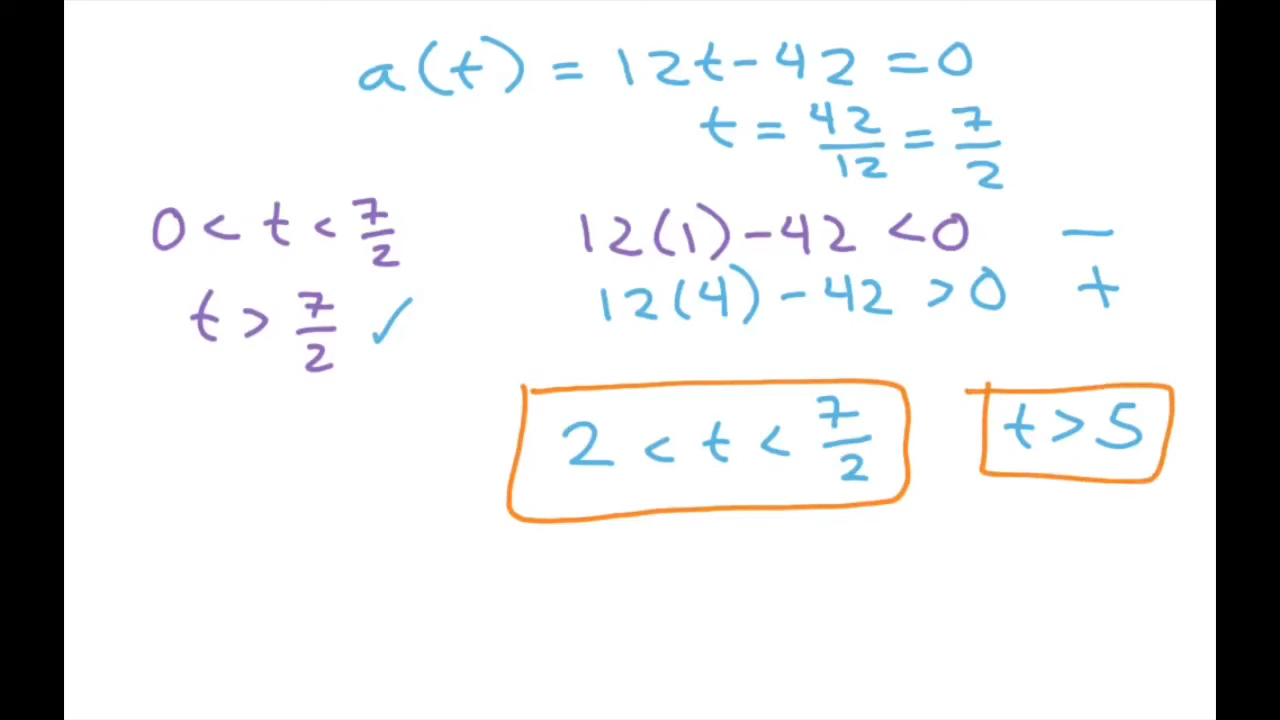 a(t) = 12t - 42 = 0
t = 42/12 = 7/2
0 < t < 7/2 12(1) - 42 < 0 —
t > 7/2 ✓ 12(4) - 42 > 0 +
2 < t < 7/2 t > 5